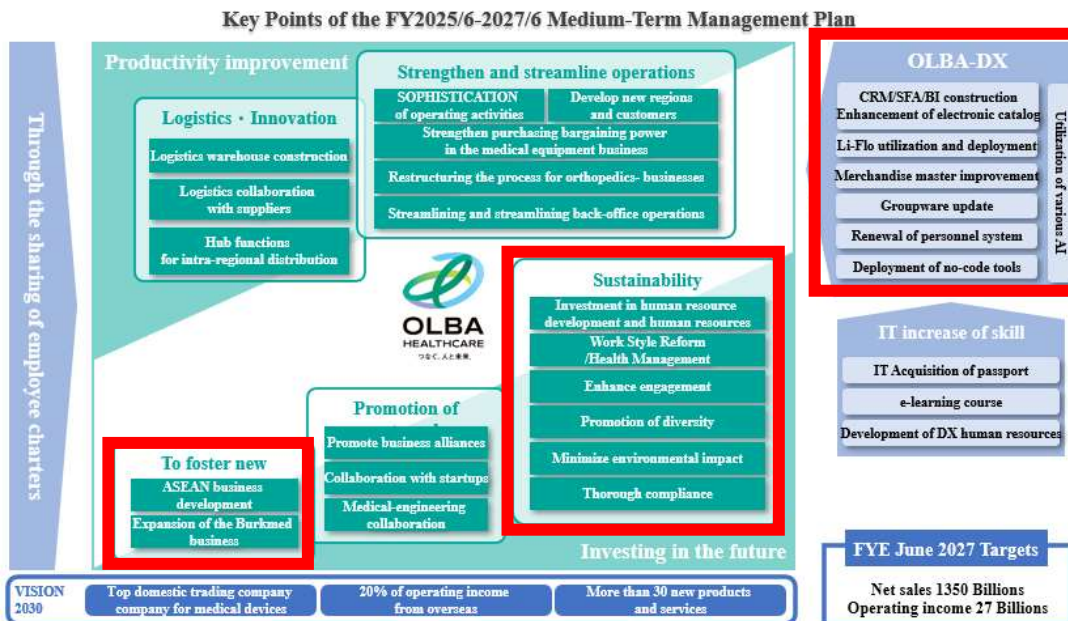 Key Points of the FY2025/6-2027/6 Medium-Term Management Plan
Through the sharing of employee charters
Productivity improvement
Logistics・Innovation
Logistics warehouse construction
Logistics collaboration
with suppliers
Hub functions
for intra-regional distribution
Strengthen and streamline operations
SOPHISTICATION
of operating activities
Develop new regions
and customers
Strengthen purchasing bargaining power
in the medical equipment business
Restructuring the process for orthopedics- businesses
Streamlining and streamlining back-office operations
OLBA
HEALTHCARE
つなぐ、人と未来。
Sustainability
Investment in human resource
development and human resources
Work Style Reform
/Health Management
Enhance engagement
Promotion of diversity
Minimize environmental impact
Thorough compliance
Promotion of
Promote business alliances
Collaboration with startups
Medical-engineering
collaboration
To foster new
ASEAN business
development
Expansion of the Burkmed
business
Investing in the future
OLBA-DX
CRM/SFA/BI construction
Enhancement of electronic catalog
Li-Flo utilization and deployment
Merchandise master improvement
Groupware update
Renewal of personnel system
Deployment of no-code tools
Utilization of various AI
IT increase of skill
IT Acquisition of passport
e-learning course
Development of DX human resources
FYE June 2027 Targets
Net sales 1350 Billions
Operating income 27 Billions
VISION
2030
Top domestic trading company
company for medical devices
20% of operating income
from overseas
More than 30 new products
and services